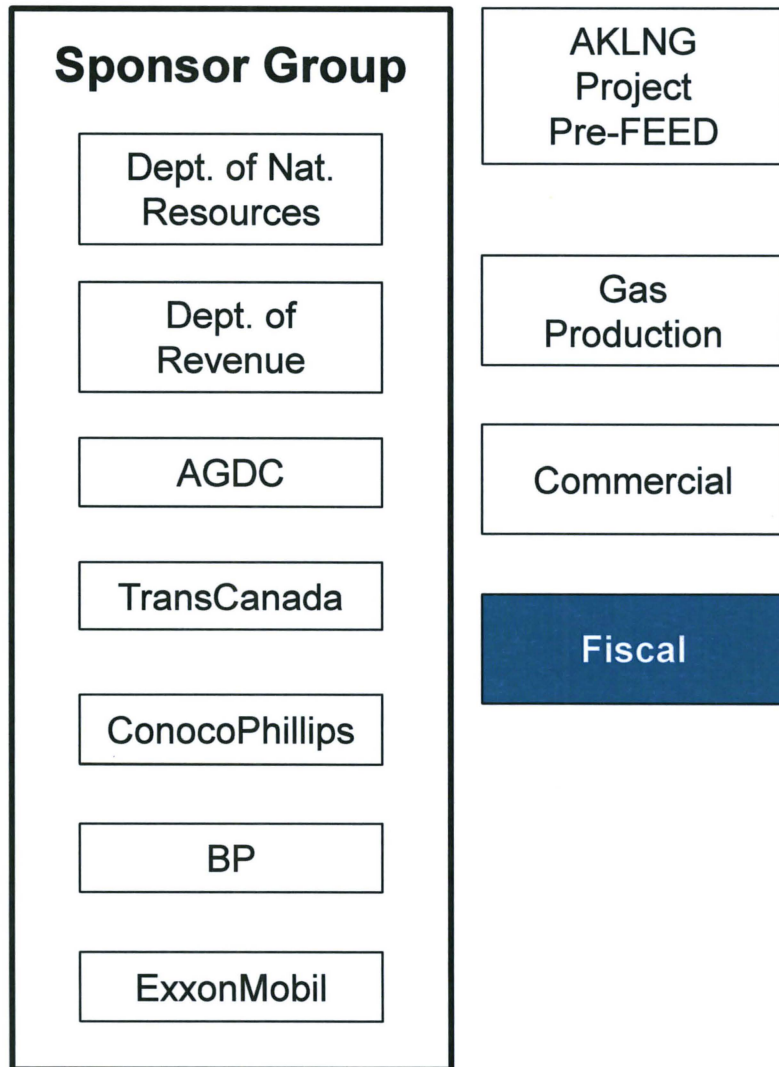 Sponsor Group
Dept. of Nat.
Resources
Dept. of
Revenue
AGDC
TransCanada
ConocoPhillips
BP
ExxonMobil
AKLNG
Project
Pre-FEED
Gas
Production
Commercial
Fiscal